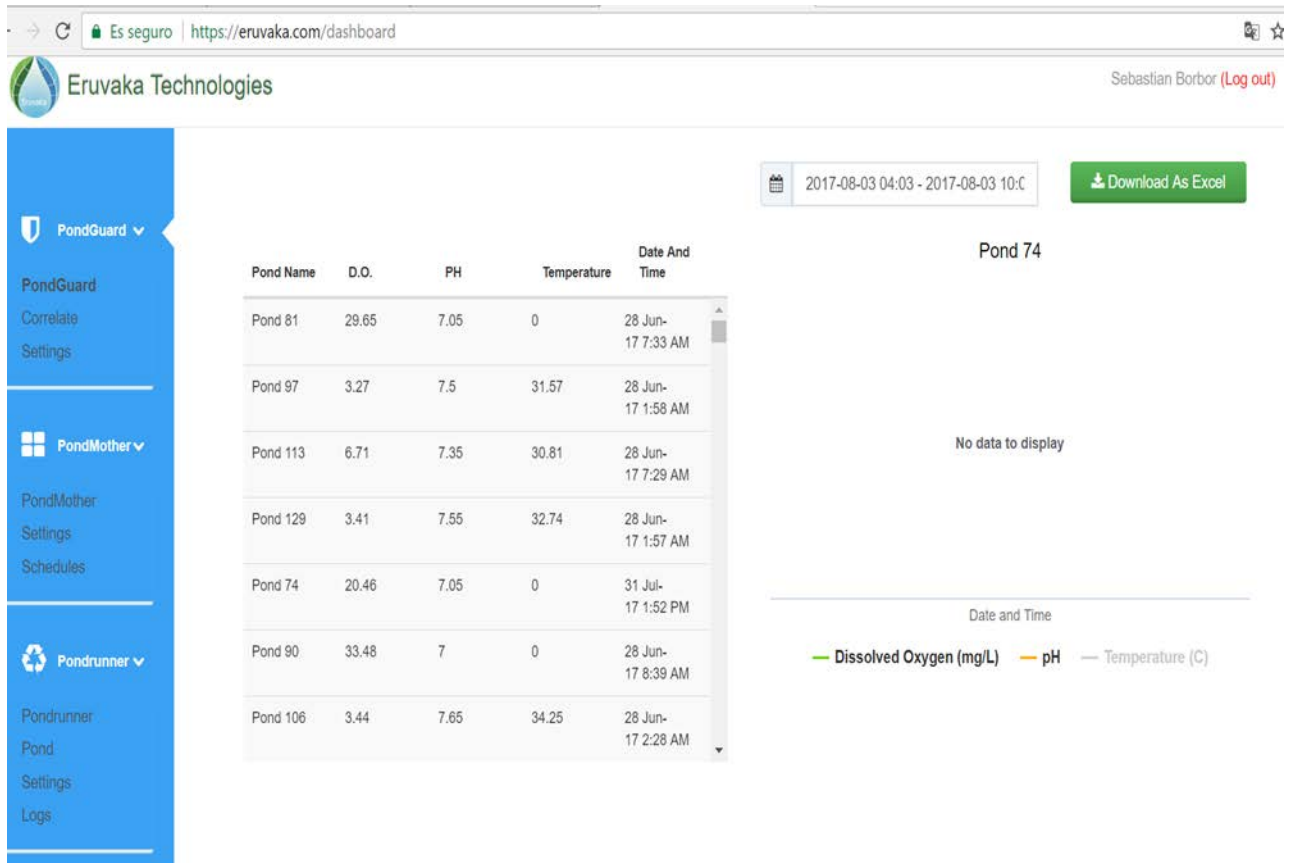 Es seguro https://eruvaka.com/dashboard
Eruvaka Technologies
Sebastian Borbor (Log out)
2017-08-03 04:03 - 2017-08-03 10:0
Download As Excel
PondGuard
PondGuard
Correlate
Settings
PondMother
PondMother
Settings
Schedules
Pondrunner
Pondrunner
Pond
Settings
Logs
Pond Name D.O. PH Temperature Date And Time
Pond 81 29.65 7.05 0 28 Jun-
17 7:33 AM
Pond 97 3.27 7.5 31.57 28 Jun-
17 1:58 AM
Pond 113 6.71 7.35 30.81 28 Jun-
17 7:29 AM
Pond 129 3.41 7.55 32.74 28 Jun-
17 1:57 AM
Pond 74 20.46 7.05 0 31 Jul-
17 1:52 PM
Pond 90 33.48 7 0 28 Jun-
17 8:39 AM
Pond 106 3.44 7.65 34.25 28 Jun-
17 2:28 AM
Pond 74
No data to display
Date and Time
Dissolved Oxygen (mg/L) pH Temperature (C)